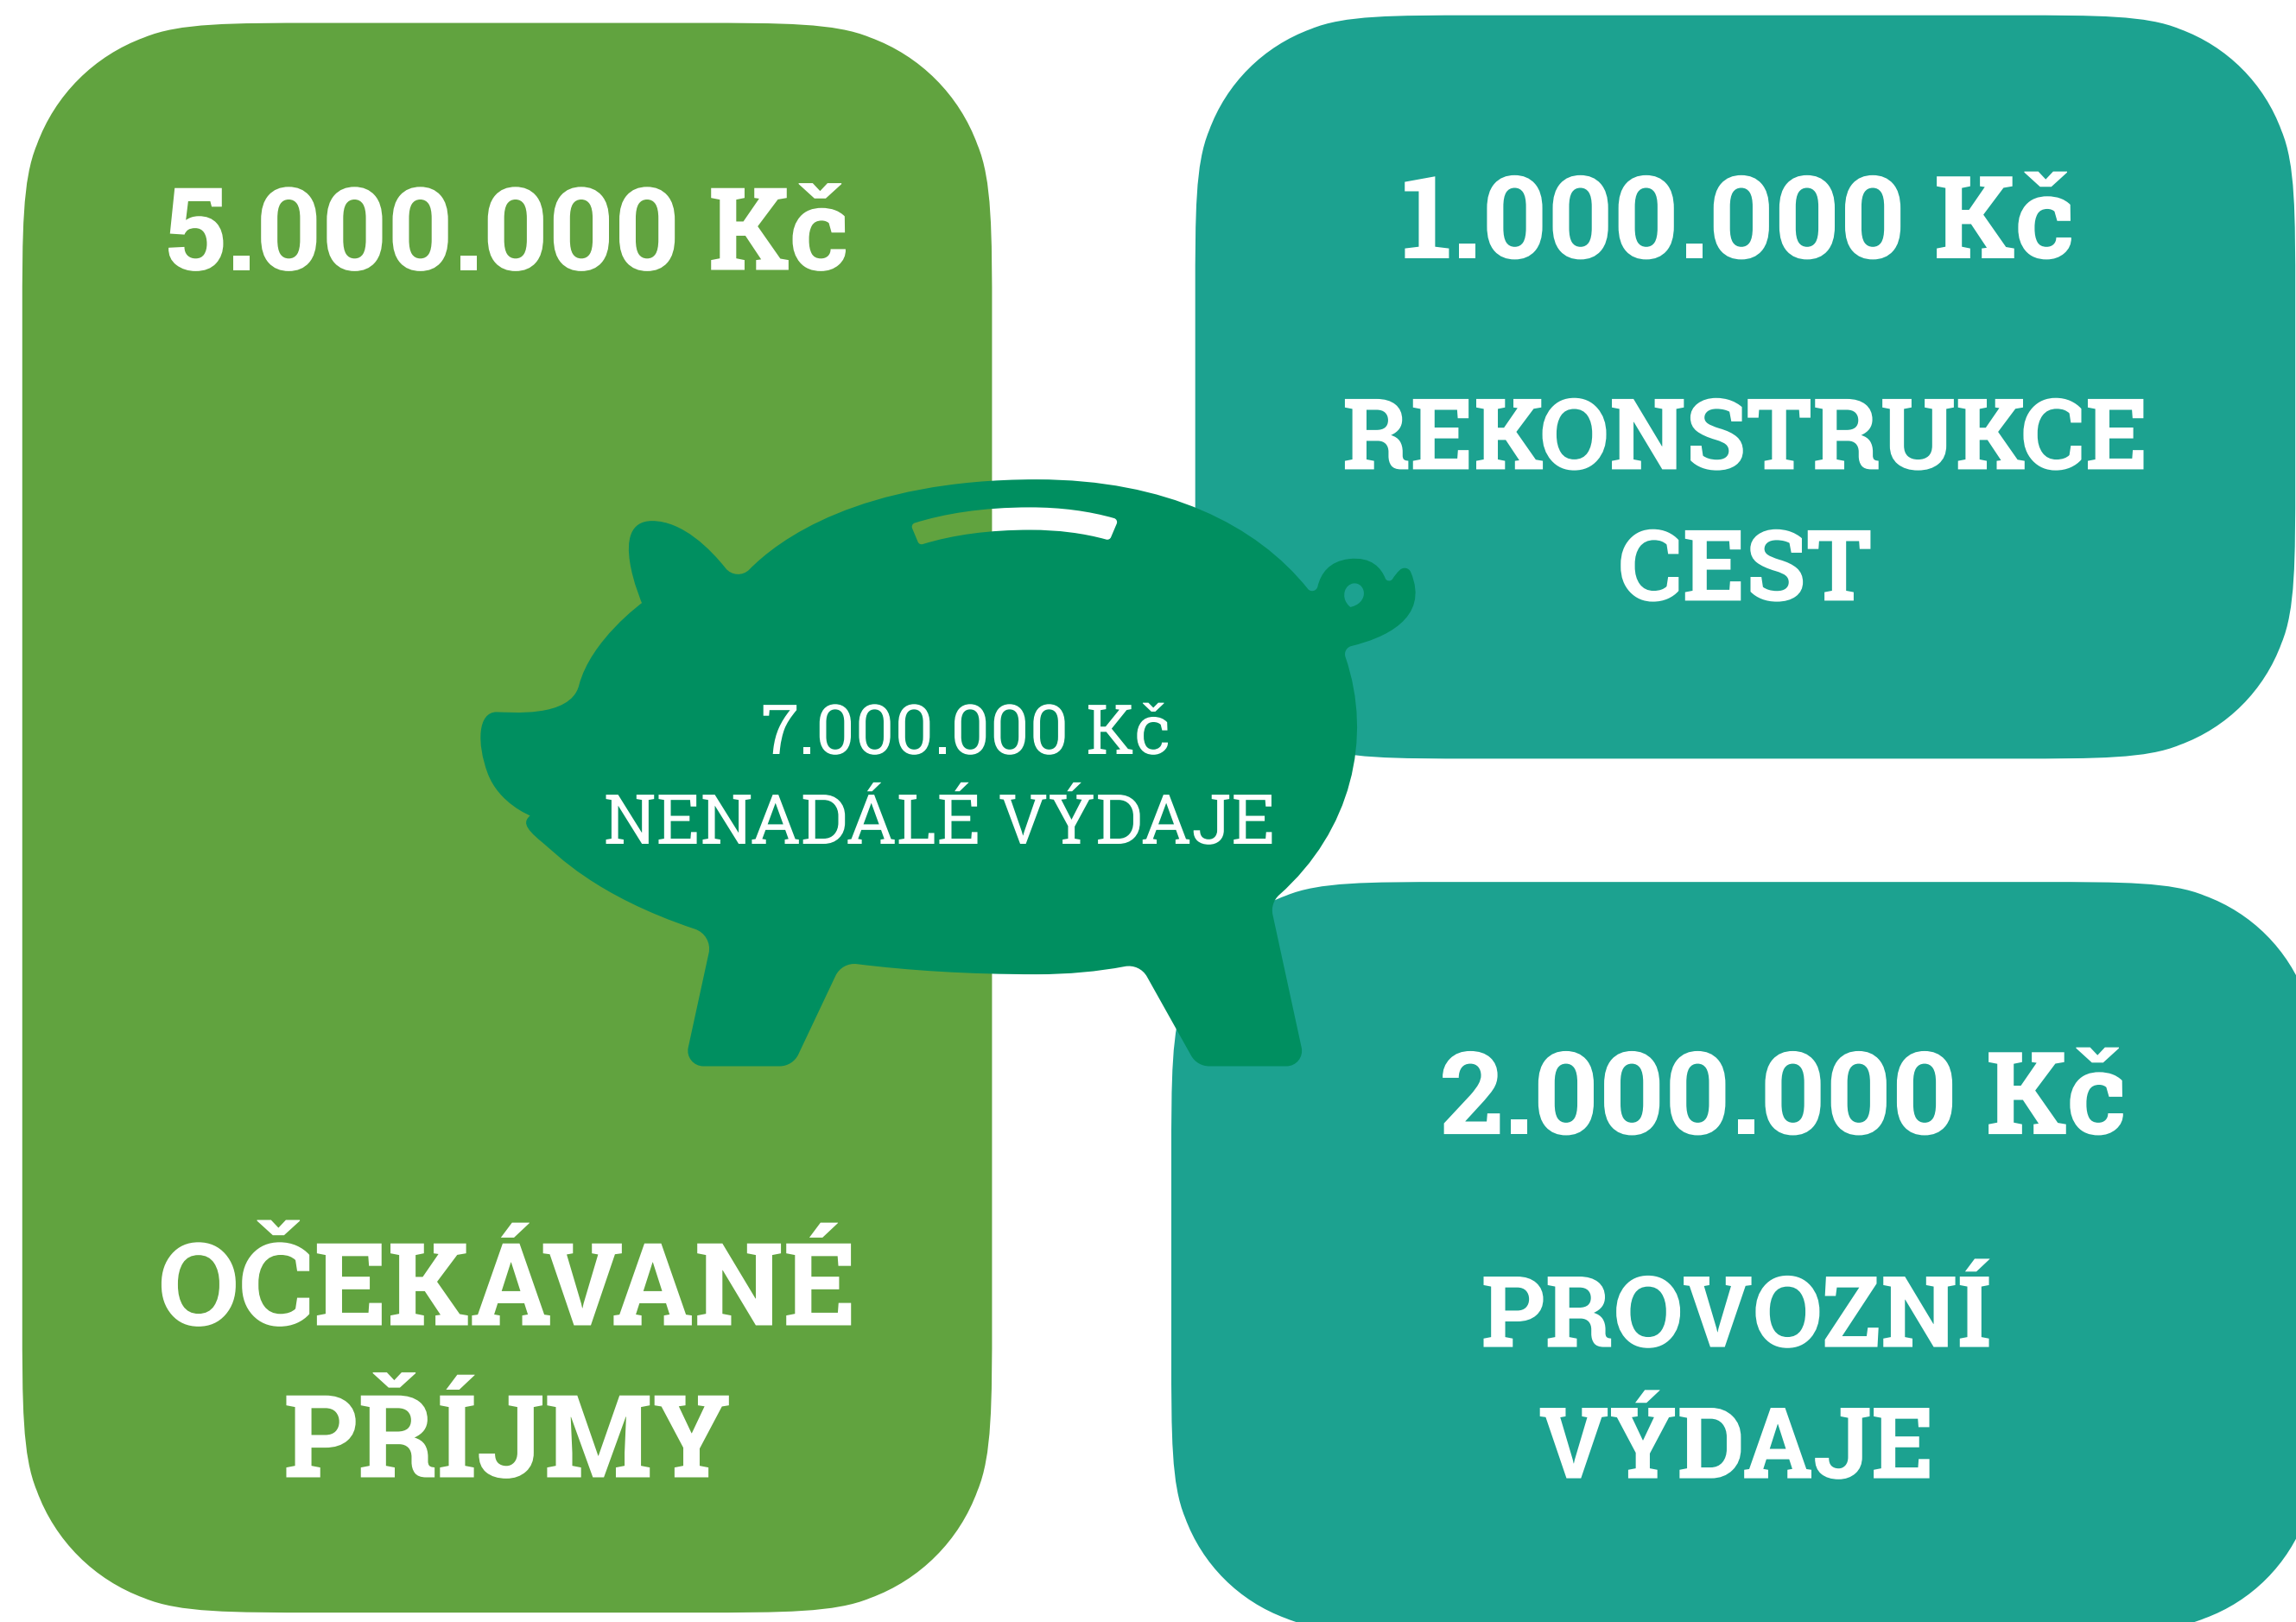 5.000.000 Kč
OČEKÁVANÉ
PŘÍJMY
7.000.000 Kč
NENADÁLÉ VÝDAJE
1.000.000 Kč
REKONSTRUKCE
CEST
2.000.000 Kč
PROVOZNÍ
VÝDAJE